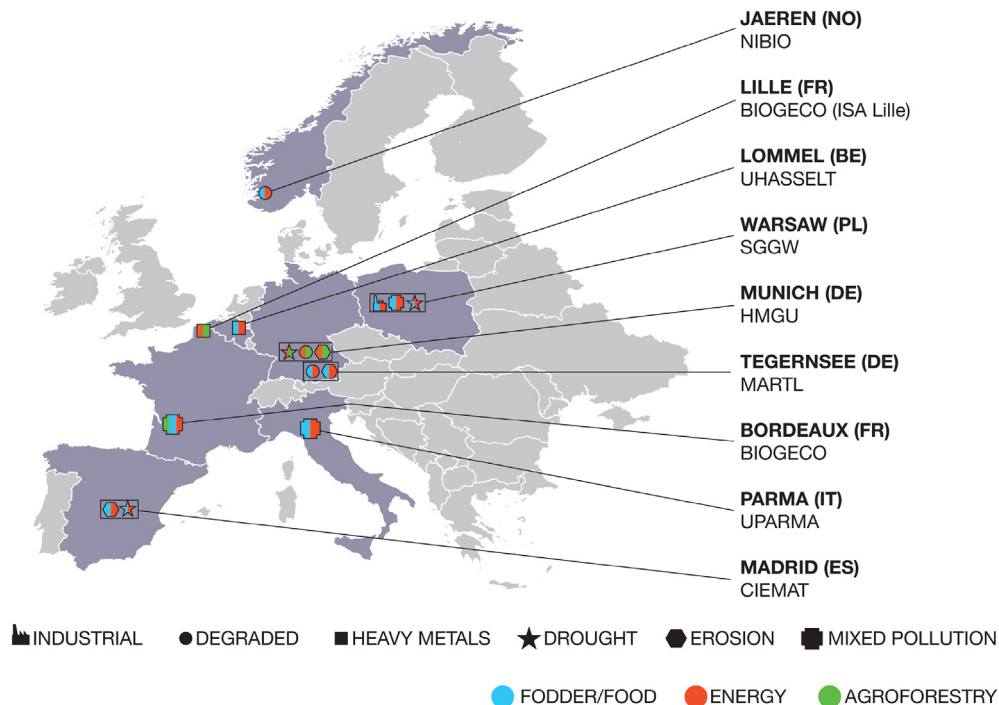 JAEREN (NO)
NIBIO
LILLE (FR)
BIOGECO (ISA Lille)
LOMMEL (BE)
UHASSELT
WARSAW (PL)
SGGW
MUNICH (DE)
HMGU
TEGERNSEE (DE)
MARTL
BORDEAUX (FR)
BIOGECO
PARMA (IT)
UPARMA
MADRID (ES)
CIEMAT
INDUSTRIAL DEGRADED HEAVY METALS DROUGHT EROSION MIXED POLLUTION
FODDER/FOOD ENERGY AGROFORESTRY